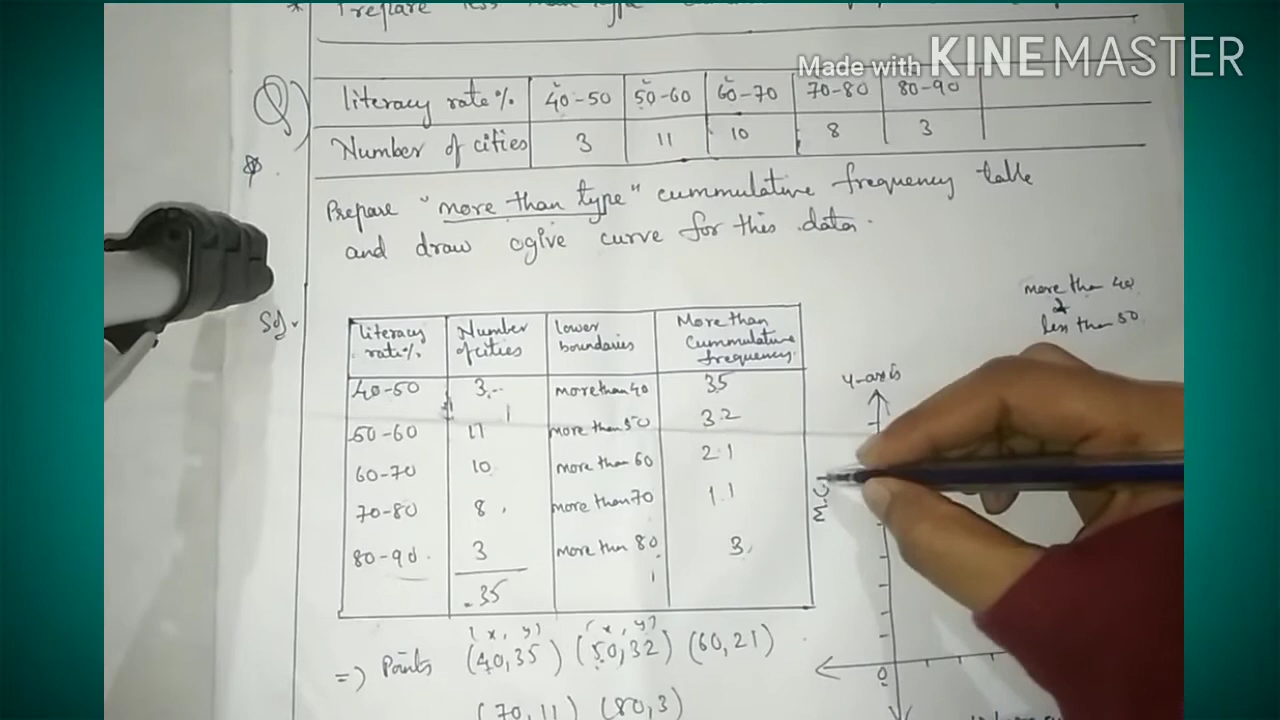 * Prepare less than type
Made with KINEMASTER
Q)
literacy rate% 40-50 50-60 60-70 70-80 80-90
Number of cities 3 11 10 8 3
Prepare "more than type" cummulative frequency table
and draw ogive curve for this data.
more than 40
&
less than 50
Sol.
literacy rate% Number of cities lower boundaries More than cummulative frequency
40-50 3 more than 40 35
50-60 11 more than 50 32
60-70 10 more than 60 21
70-80 8 more than 70 11
80-90 3 more than 80 3
35
Y-axis
M.C
(x, y) (x, y)
=) Points (40,35) (50,32) (60,21)
(70,11) (80,3)
0